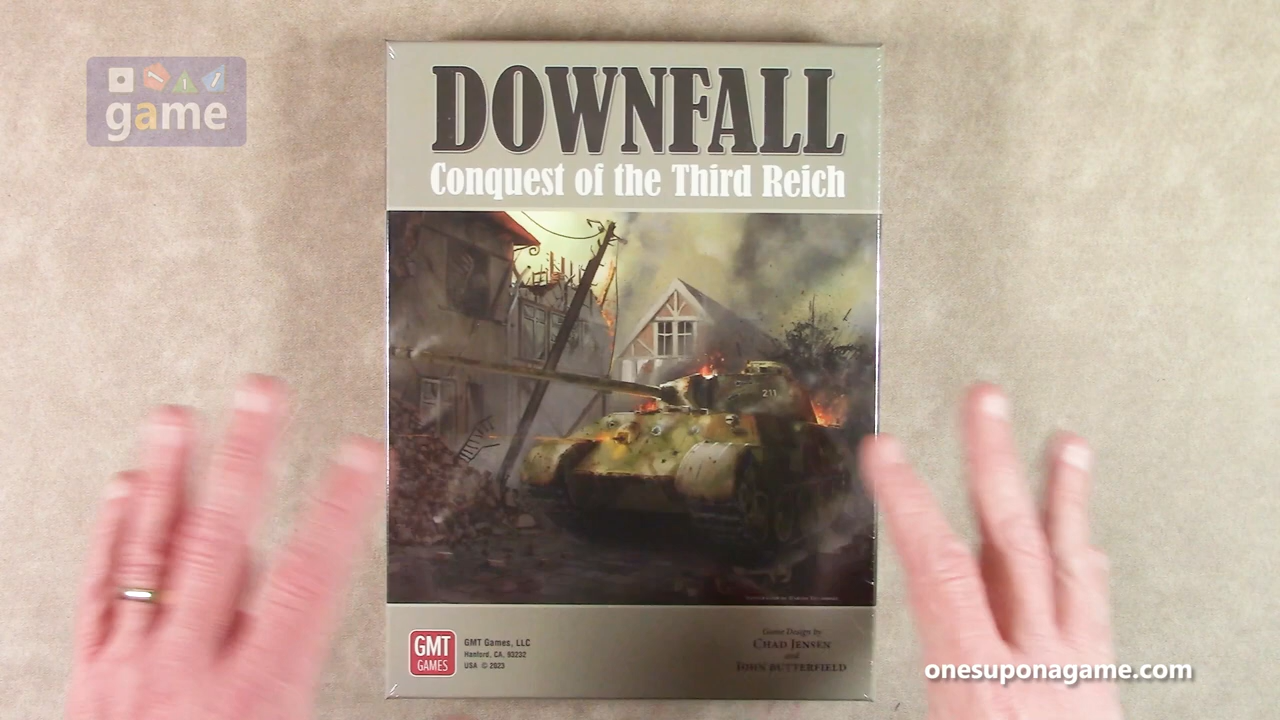 game
DOWNFALL
Conquest of the Third Reich
211
GMT
GAMES
GMT Games, LLC
Hanford, CA, 93232
USA © 2023
Game Design by
CHAD JENSEN
and
JOHN BUTTERFIELD
onesuponagame.com